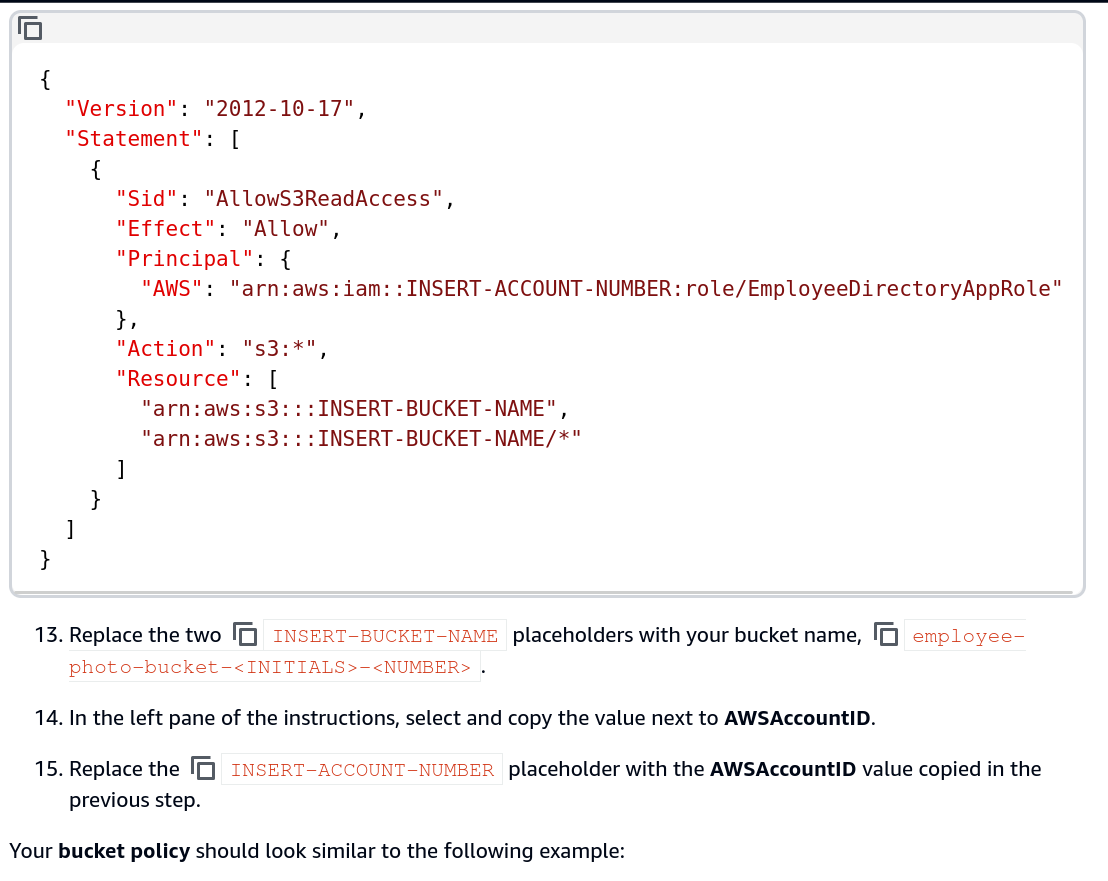 {
  "Version": "2012-10-17",
  "Statement": [
    {
      "Sid": "AllowS3ReadAccess",
      "Effect": "Allow",
      "Principal": {
        "AWS": "arn:aws:iam::INSERT-ACCOUNT-NUMBER:role/EmployeeDirectoryAppRole"
      },
      "Action": "s3:*",
      "Resource": [
        "arn:aws:s3:::INSERT-BUCKET-NAME",
        "arn:aws:s3:::INSERT-BUCKET-NAME/*"
      ]
    }
  ]
}
13. Replace the two INSERT-BUCKET-NAME placeholders with your bucket name, employee-
photo-bucket-<INITIALS>-<NUMBER> .
14. In the left pane of the instructions, select and copy the value next to AWSAccountID.
15. Replace the INSERT-ACCOUNT-NUMBER placeholder with the AWSAccountID value copied in the
previous step.
Your bucket policy should look similar to the following example: